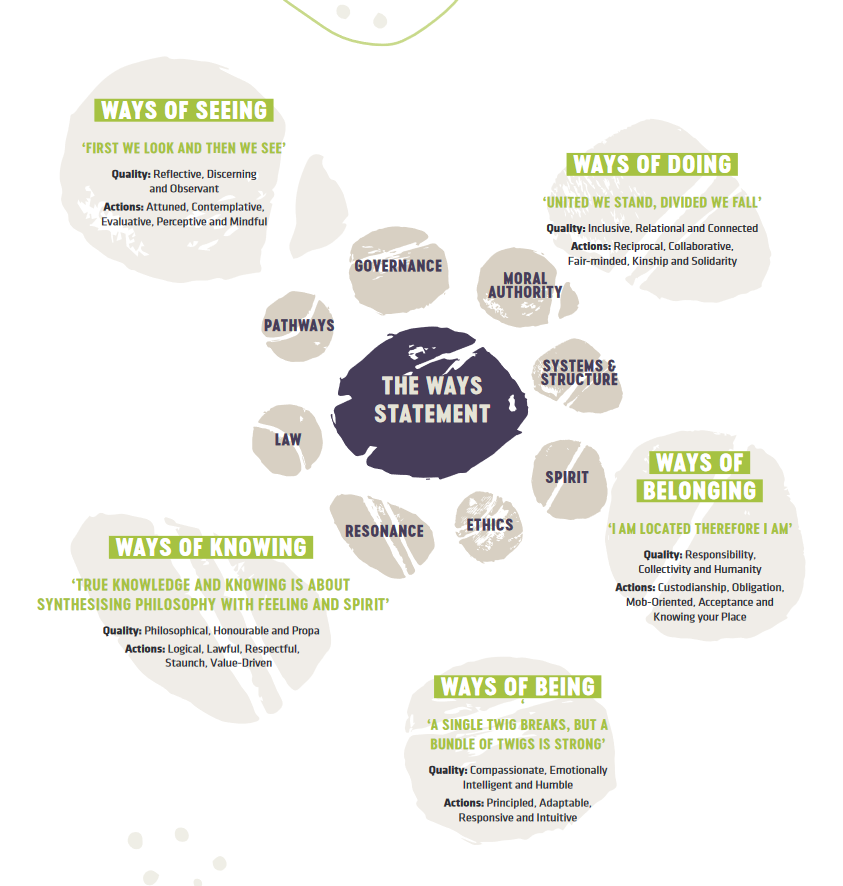 WAYS OF SEEING
‘FIRST WE LOOK AND THEN WE SEE’
Quality: Reflective, Discerning
and Observant
Actions: Attuned, Contemplative,
Evaluative, Perceptive and Mindful
WAYS OF DOING
‘UNITED WE STAND, DIVIDED WE FALL’
Quality: Inclusive, Relational and Connected
Actions: Reciprocal, Collaborative,
Fair-minded, Kinship and Solidarity
GOVERNANCE
MORAL
AUTHORITY
PATHWAYS
SYSTEMS &
STRUCTURE
THE WAYS
STATEMENT
LAW
SPIRIT
RESONANCE
ETHICS
WAYS OF
BELONGING
‘I AM LOCATED THEREFORE I AM’
Quality: Responsibility,
Collectivity and Humanity
Actions: Custodianship, Obligation,
Mob-Oriented, Acceptance and
Knowing your Place
WAYS OF KNOWING
‘TRUE KNOWLEDGE AND KNOWING IS ABOUT
SYNTHESISING PHILOSOPHY WITH FEELING AND SPIRIT’
Quality: Philosophical, Honourable and Propa
Actions: Logical, Lawful, Respectful,
Staunch, Value-Driven
WAYS OF BEING
‘
‘A SINGLE TWIG BREAKS, BUT A
BUNDLE OF TWIGS IS STRONG’
Quality: Compassionate, Emotionally
Intelligent and Humble
Actions: Principled, Adaptable,
Responsive and Intuitive